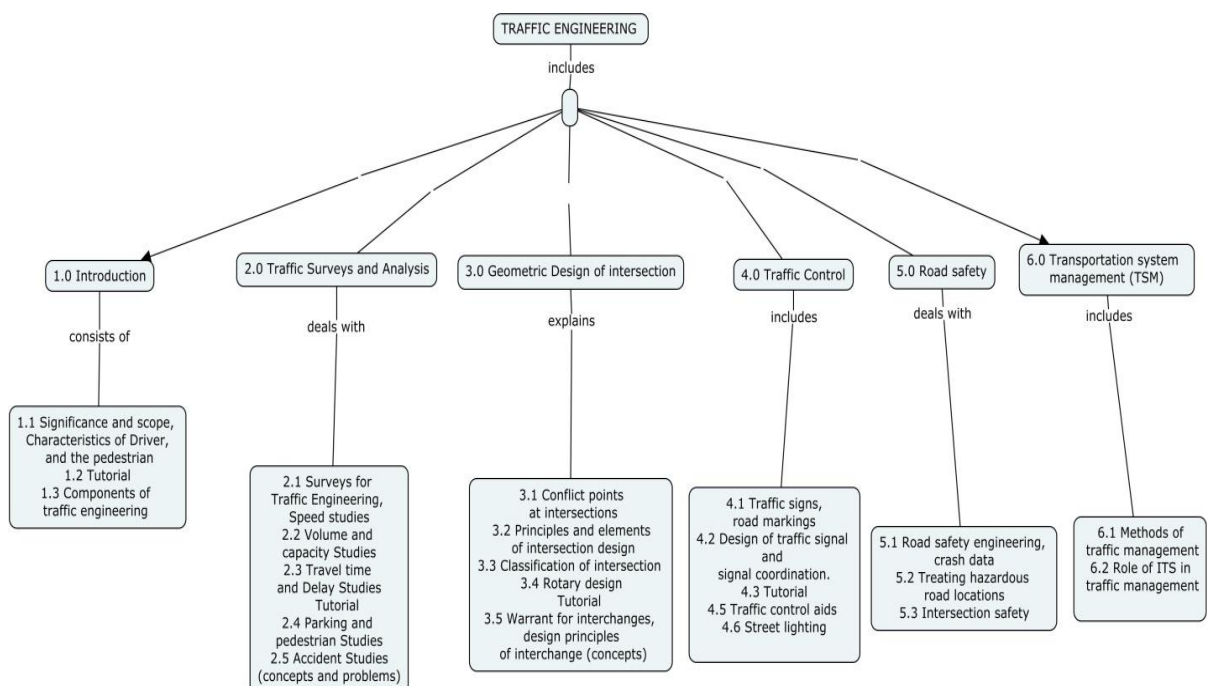 TRAFFIC ENGINEERING
includes
1.0 Introduction
2.0 Traffic Surveys and Analysis
3.0 Geometric Design of intersection
4.0 Traffic Control
5.0 Road safety
6.0 Transportation system
management (TSM)
consists of
deals with
explains
includes
deals with
includes
1.1 Significance and scope,
Characteristics of Driver,
and the pedestrian
1.2 Tutorial
1.3 Components of
traffic engineering
2.1 Surveys for
Traffic Engineering,
Speed studies
2.2 Volume and
capacity Studies
2.3 Travel time
and Delay Studies
Tutorial
2.4 Parking and
pedestrian Studies
2.5 Accident Studies
(concepts and problems)
3.1 Conflict points
at intersections
3.2 Principles and elements
of intersection design
3.3 Classification of intersection
3.4 Rotary design
Tutorial
3.5 Warrant for interchanges,
design principles
of interchange (concepts)
4.1 Traffic signs,
road markings
4.2 Design of traffic signal
and
signal coordination.
4.3 Tutorial
4.5 Traffic control aids
4.6 Street lighting
5.1 Road safety engineering,
crash data
5.2 Treating hazardous
road locations
5.3 Intersection safety
6.1 Methods of
traffic management
6.2 Role of ITS in
traffic management